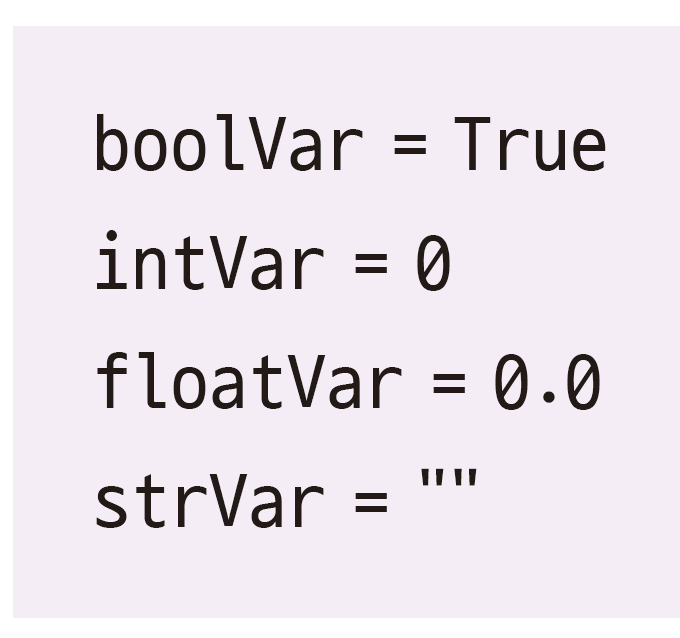 boolVar = True
intVar = 0
floatVar = 0.0
strVar = ""